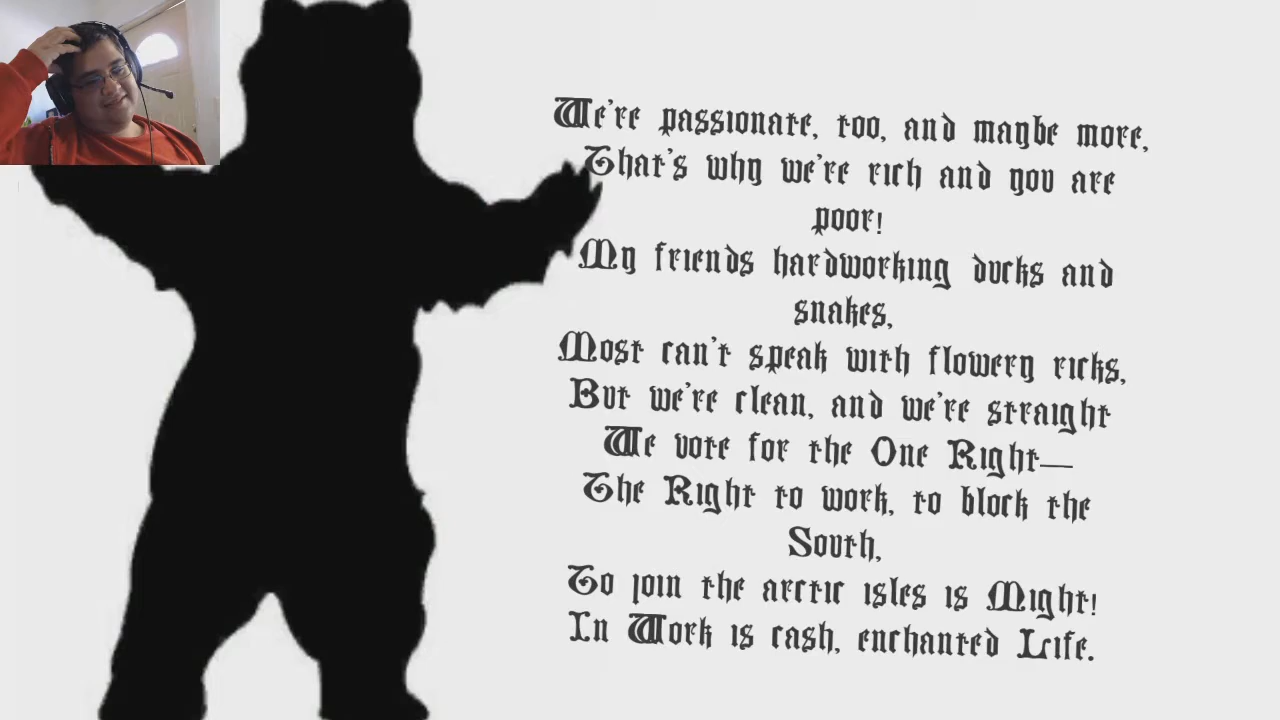 We're passionate, too, and maybe more,
That's why we're rich and you are
poor!
My friends hardworking ducks and
snakes,
Most can't speak with flowery ricks,
But we're clean, and we're straight
We vote for the One Right—
The Right to work, to block the
South,
To join the arctic isles is Might!
In Work is cash, enchanted Life.